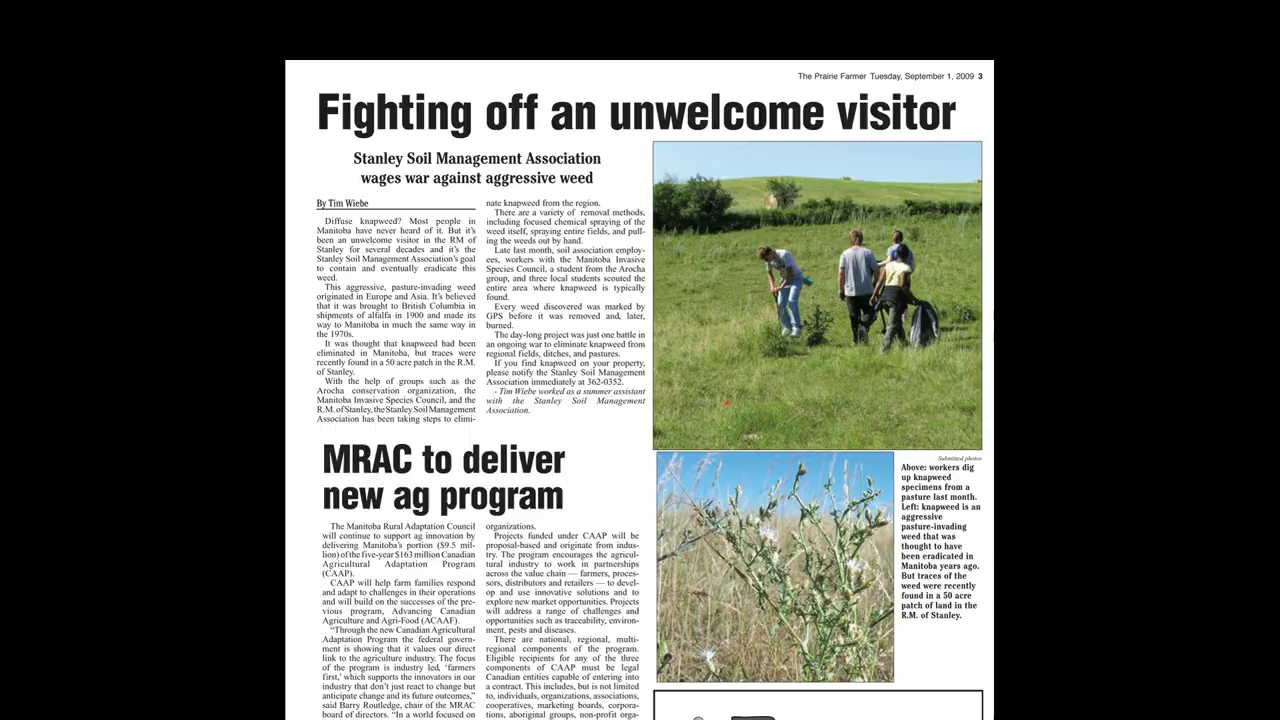 The Prairie Farmer Tuesday, September 1, 2009 3
Fighting off an unwelcome visitor
Stanley Soil Management Association
wages war against aggressive weed
By Tim Wiebe
Diffuse knapweed? Most people in
Manitoba have never heard of it. But it's
been an unwelcome visitor in the RM of
Stanley for several decades and it's the
Stanley Soil Management Association's goal
to contain and eventually eradicate this
weed.
This aggressive, pasture-invading weed
originated in Europe and Asia. It's believed
that it was brought to British Columbia in
shipments of alfalfa in 1900 and made its
way to Manitoba in much the same way in
the 1970s.
It was thought that knapweed had been
eliminated in Manitoba, but traces were
recently found in a 50 acre patch in the R.M.
of Stanley.
With the help of groups such as the
Arocha conservation organization, the
Manitoba Invasive Species Council, and the
R.M. of Stanley, the Stanley Soil Management
Association has been taking steps to elimi-
nate knapweed from the region.
There are a variety of removal methods,
including focused chemical spraying of the
weed itself, spraying entire fields, and pull-
ing the weeds out by hand.
Late last month, soil association employ-
ees, workers with the Manitoba Invasive
Species Council, a student from the Arocha
group, and three local students scouted the
entire area where knapweed is typically
found.
Every weed discovered was marked by
GPS before it was removed and, later,
burned.
The day-long project was just one battle in
an ongoing war to eliminate knapweed from
regional fields, ditches, and pastures.
If you find knapweed on your property,
please notify the Stanley Soil Management
Association immediately at 362-0352.
- Tim Wiebe worked as a summer assistant
with the Stanley Soil Management
Association.
Submitted photos
Above: workers dig
up knapweed
specimens from a
pasture last month.
Left: knapweed is an
aggressive
pasture-invading
weed that was
thought to have
been eradicated in
Manitoba years ago.
But traces of the
weed were recently
found in a 50 acre
patch of land in the
R.M. of Stanley.
MRAC to deliver
new ag program
The Manitoba Rural Adaptation Council
will continue to support ag innovation by
delivering Manitoba's portion ($9.5 mil-
lion) of the five-year $163 million Canadian
Agricultural Adaptation Program
(CAAP).
CAAP will help farm families respond
and adapt to challenges in their operations
and will build on the successes of the pre-
vious program, Advancing Canadian
Agriculture and Agri-Food (ACAAF).
"Through the new Canadian Agricultural
Adaptation Program the federal govern-
ment is showing that it values our direct
link to the agriculture industry. The focus
of the program is industry led, 'farmers
first,' which supports the innovators in our
industry that don't just react to change but
anticipate change and its future outcomes,"
said Barry Routledge, chair of the MRAC
board of directors. "In a world focused on
organizations.
Projects funded under CAAP will be
proposal-based and originate from indus-
try. The program encourages the agricul-
tural industry to work in partnerships
across the value chain — farmers, proces-
sors, distributors and retailers — to devel-
op and use innovative solutions and to
explore new market opportunities. Projects
will address a range of challenges and
opportunities such as traceability, environ-
ment, pests and diseases.
There are national, regional, multi-
regional components of the program.
Eligible recipients for any of the three
components of CAAP must be legal
Canadian entities capable of entering into
a contract. This includes, but is not limited
to, individuals, organizations, associations,
cooperatives, marketing boards, corpora-
tions, aboriginal groups, non-profit orga-